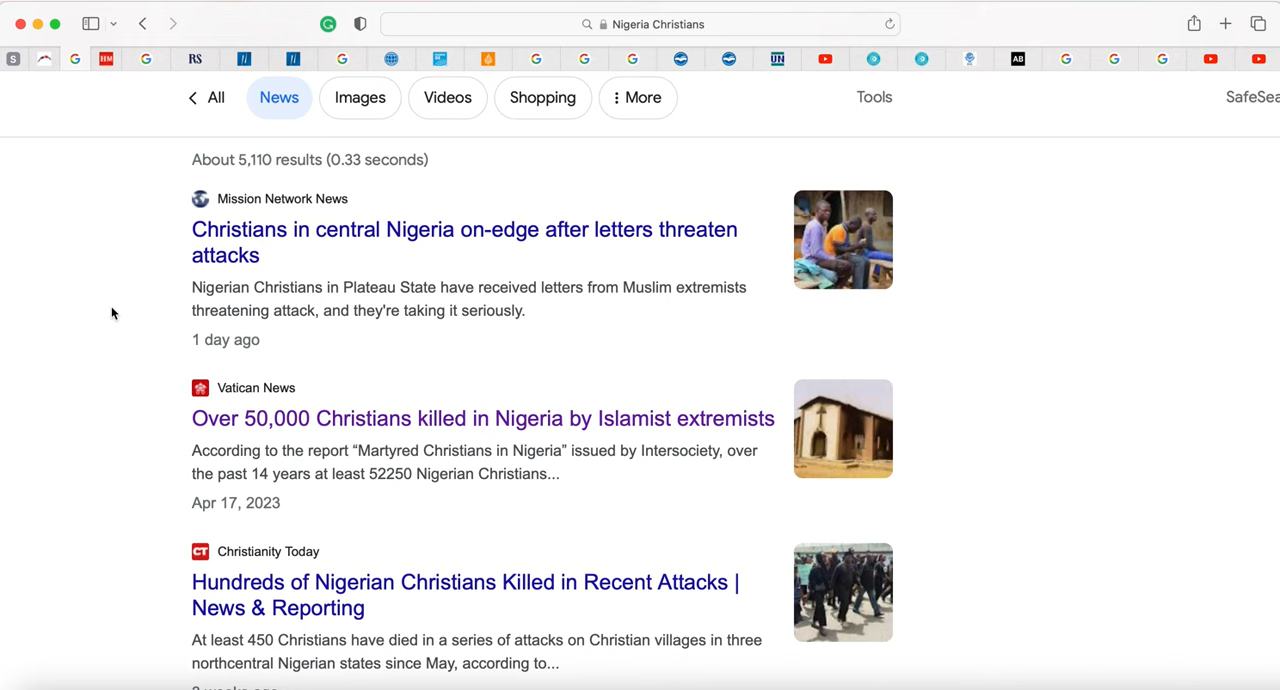 Nigeria Christians
S G HM G RS G G G G UN AB G G G
All News Images Videos Shopping More Tools SafeSea
About 5,110 results (0.33 seconds)
Mission Network News
Christians in central Nigeria on-edge after letters threaten
attacks
Nigerian Christians in Plateau State have received letters from Muslim extremists
threatening attack, and they're taking it seriously.
1 day ago
Vatican News
Over 50,000 Christians killed in Nigeria by Islamist extremists
According to the report “Martyred Christians in Nigeria” issued by Intersociety, over
the past 14 years at least 52250 Nigerian Christians...
Apr 17, 2023
CT Christianity Today
Hundreds of Nigerian Christians Killed in Recent Attacks |
News & Reporting
At least 450 Christians have died in a series of attacks on Christian villages in three
northcentral Nigerian states since May, according to...